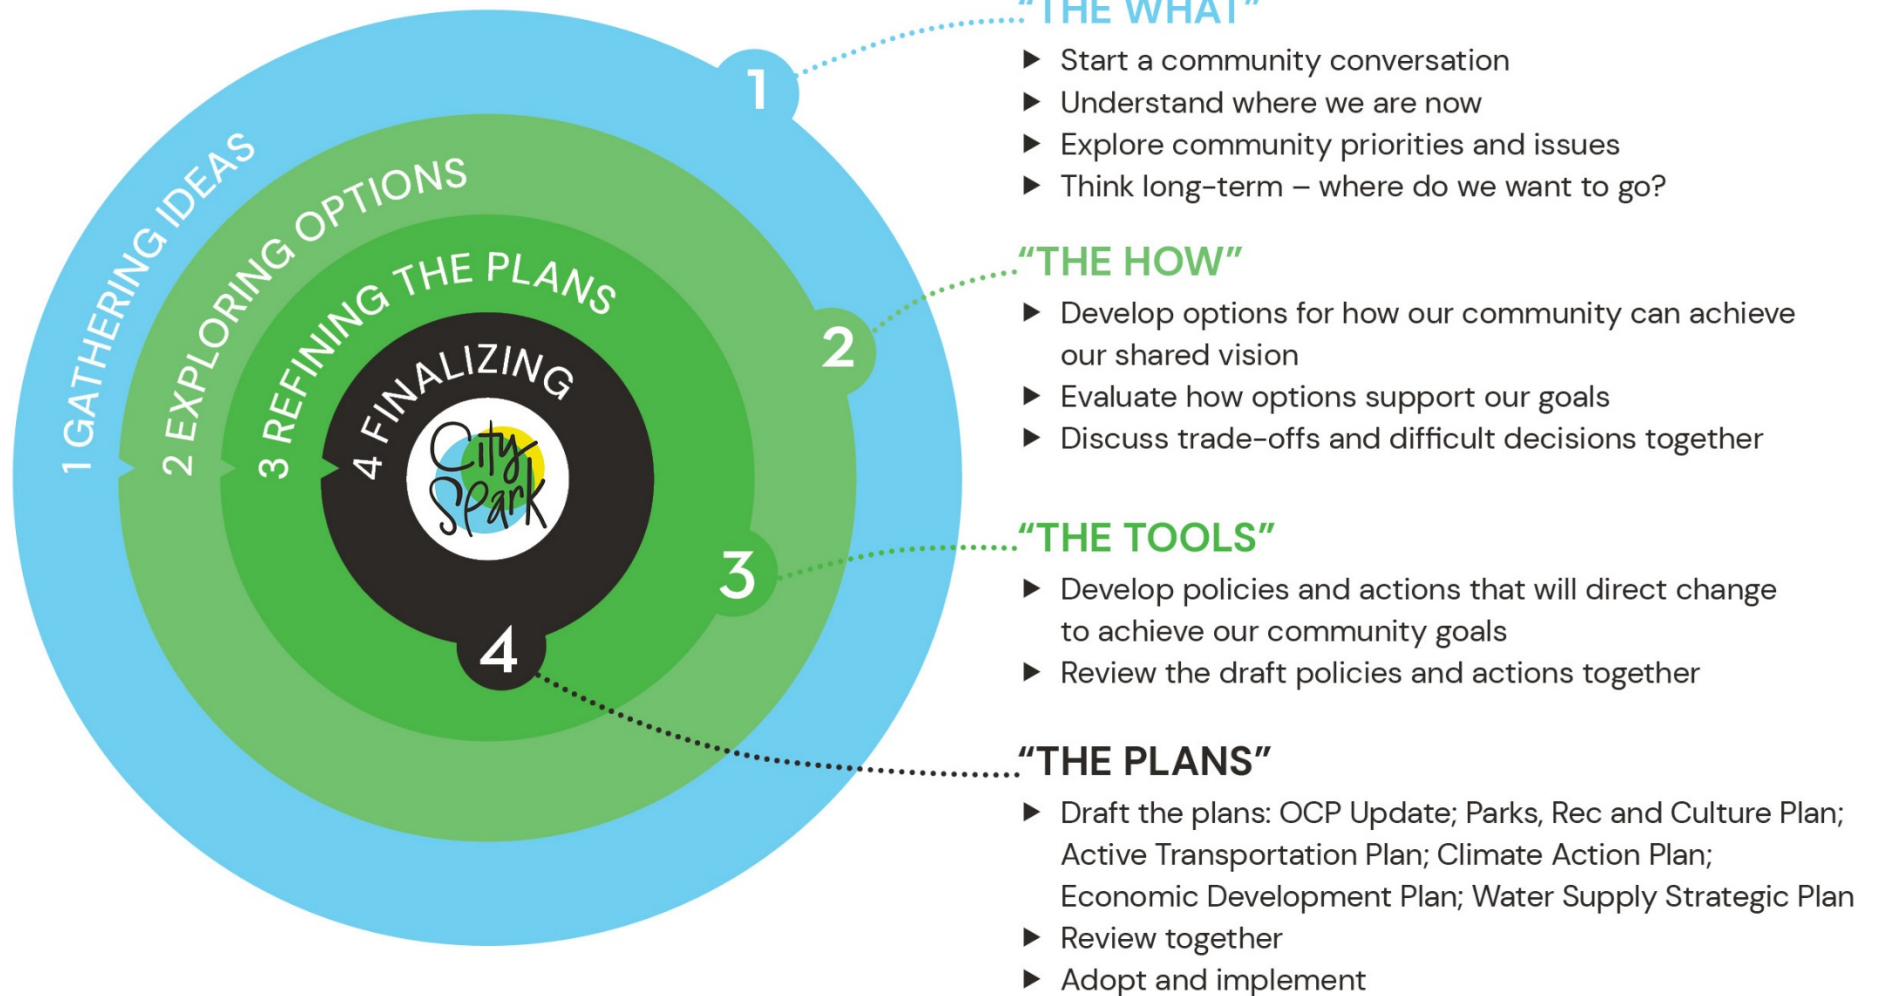 1 GATHERING IDEAS
2 EXPLORING OPTIONS
3 REFINING THE PLANS
4 FINALIZING
City
Spark
1
2
3
4
“THE WHAT”
▶ Start a community conversation
▶ Understand where we are now
▶ Explore community priorities and issues
▶ Think long-term – where do we want to go?
“THE HOW”
▶ Develop options for how our community can achieve
our shared vision
▶ Evaluate how options support our goals
▶ Discuss trade-offs and difficult decisions together
“THE TOOLS”
▶ Develop policies and actions that will direct change
to achieve our community goals
▶ Review the draft policies and actions together
“THE PLANS”
▶ Draft the plans: OCP Update; Parks, Rec and Culture Plan;
Active Transportation Plan; Climate Action Plan;
Economic Development Plan; Water Supply Strategic Plan
▶ Review together
▶ Adopt and implement